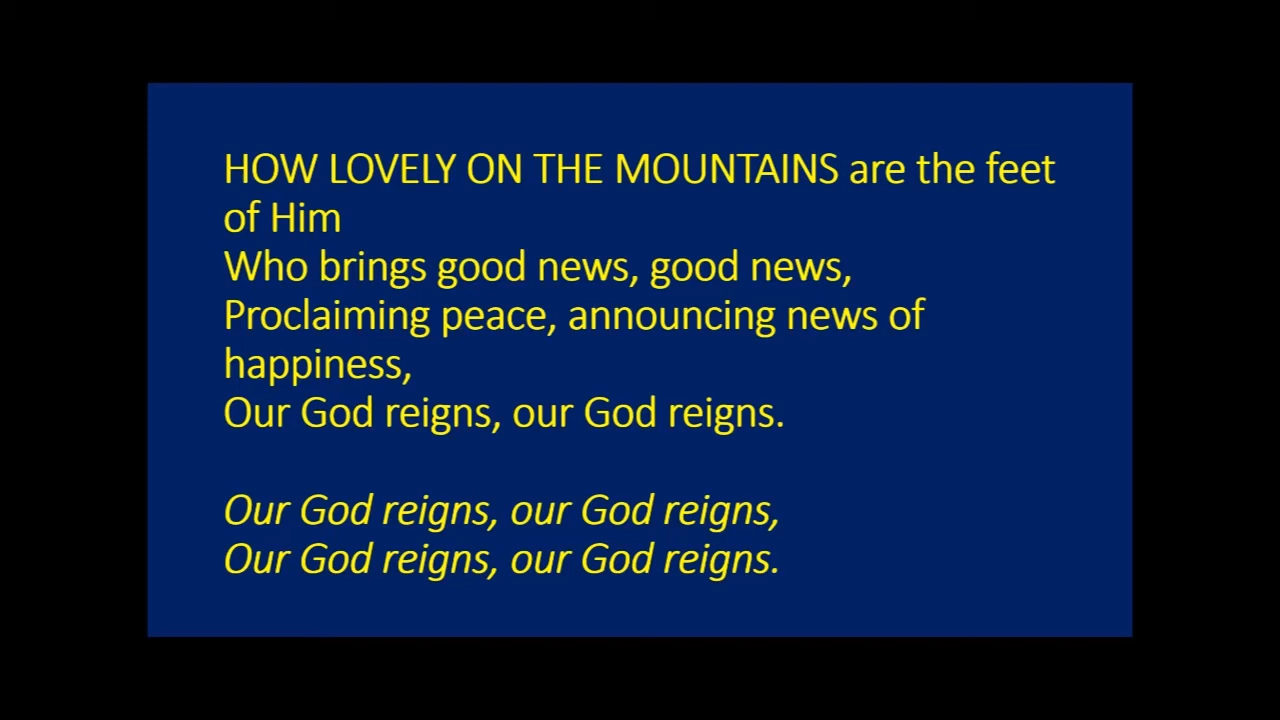 HOW LOVELY ON THE MOUNTAINS are the feet
of Him
Who brings good news, good news,
Proclaiming peace, announcing news of
happiness,
Our God reigns, our God reigns.
Our God reigns, our God reigns,
Our God reigns, our God reigns.